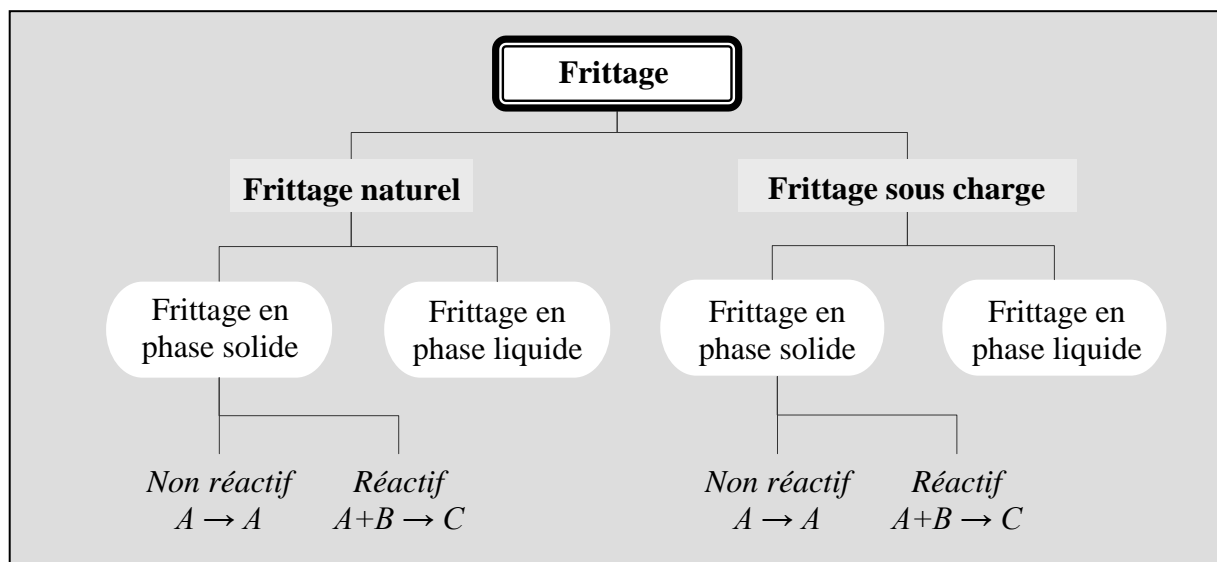 Frittage
Frittage naturel
Frittage sous charge
Frittage en
phase solide
Frittage en
phase liquide
Frittage en
phase solide
Frittage en
phase liquide
Non réactif
A → A
Réactif
A+B → C
Non réactif
A → A
Réactif
A+B → C